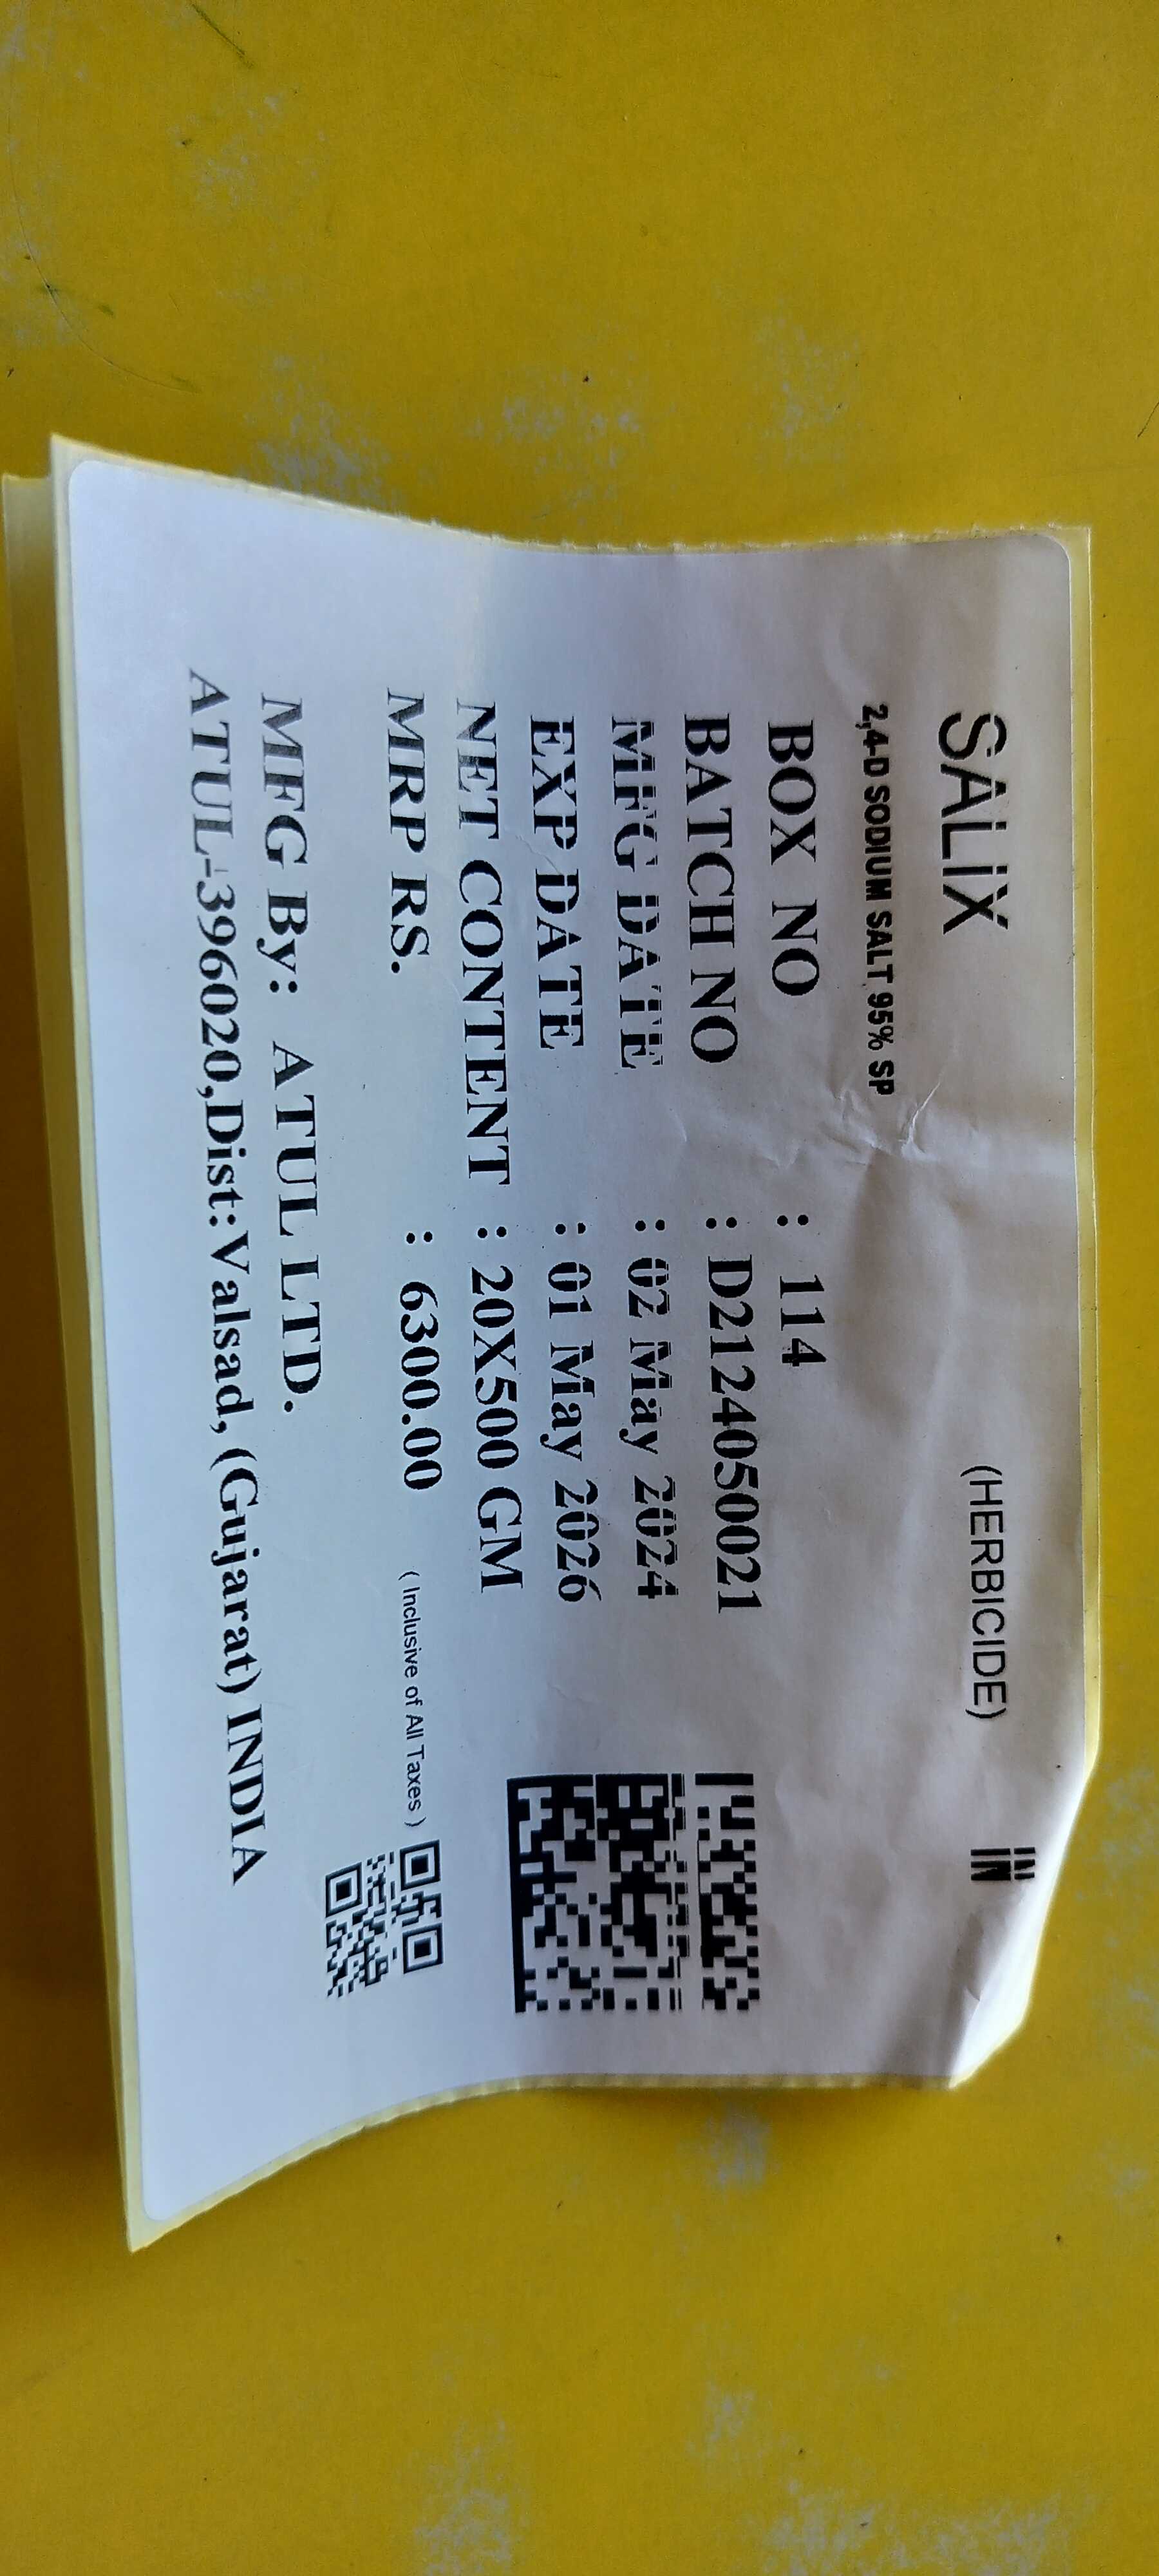 SALIX (HERBICIDE) IN
2,4-D SODIUM SALT 95% SP
BOX NO : 114
BATCH NO : D2124050021
MFG DATE : 02 May 2024
EXP DATE : 01 May 2026
NET CONTENT : 20X500 GM
MRP RS. : 6300.00 ( Inclusive of All Taxes )
MFG By: ATUL LTD.
ATUL-396020,Dist:Valsad, (Gujarat) INDIA